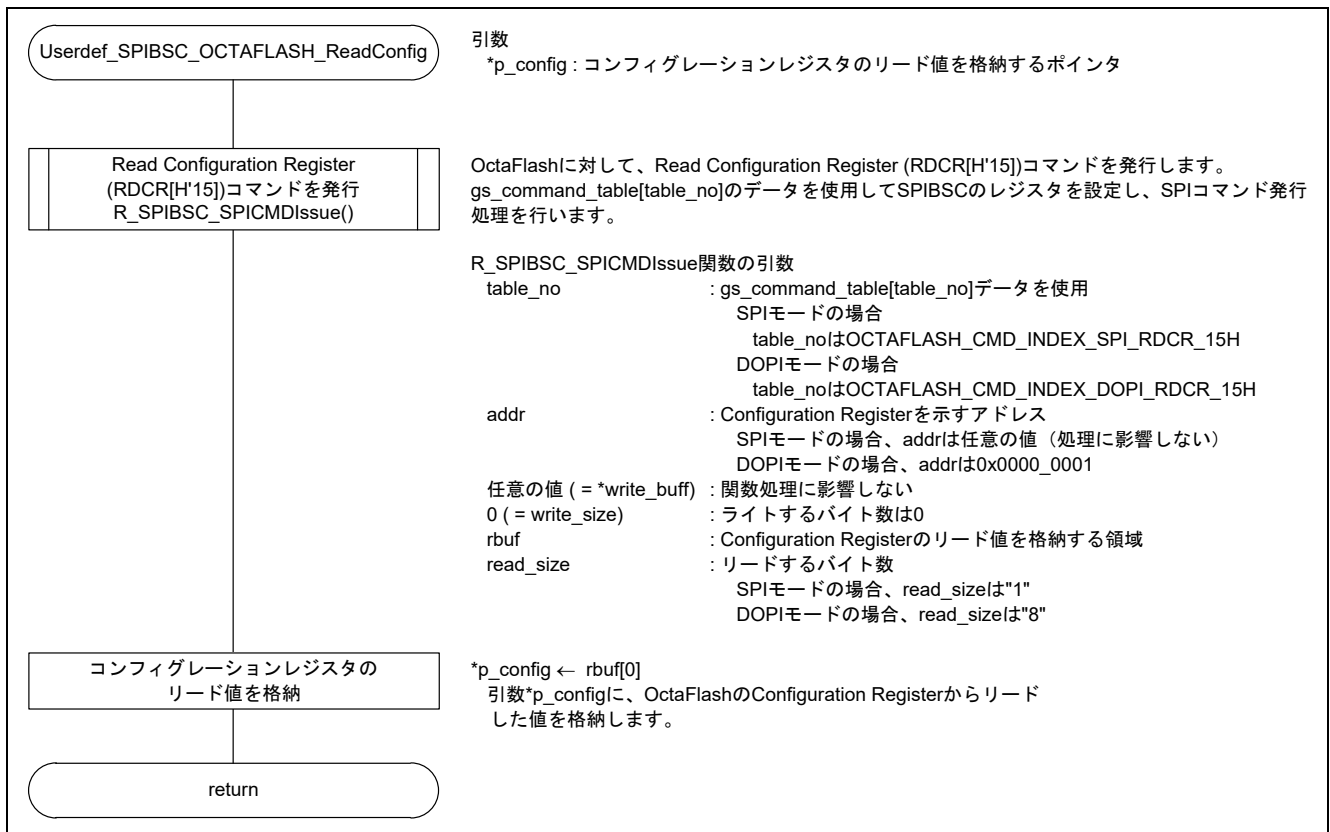 Userdef_SPIBSC_OCTAFLASH_ReadConfig
引数
*p_config : コンフィグレーションレジスタのリード値を格納するポインタ
Read Configuration Register
(RDCR[H'15])コマンドを発行
R_SPIBSC_SPICMDIssue()
OctaFlashに対して、Read Configuration Register (RDCR[H'15])コマンドを発行します。
gs_command_table[table_no]のデータを使用してSPIBSCのレジスタを設定し、SPIコマンド発行
処理を行います。
R_SPIBSC_SPICMDIssue関数の引数
table_no : gs_command_table[table_no]データを使用
SPIモードの場合
table_noはOCTAFLASH_CMD_INDEX_SPI_RDCR_15H
DOPIモードの場合
table_noはOCTAFLASH_CMD_INDEX_DOPI_RDCR_15H
addr : Configuration Registerを示すアドレス
SPIモードの場合、addrは任意の値（処理に影響しない）
DOPIモードの場合、addrは0x0000_0001
任意の値 ( = *write_buff) : 関数処理に影響しない
0 ( = write_size) : ライトするバイト数は0
rbuf : Configuration Registerのリード値を格納する領域
read_size : リードするバイト数
SPIモードの場合、read_sizeは"1"
DOPIモードの場合、read_sizeは"8"
コンフィグレーションレジスタの
リード値を格納
*p_config ← rbuf[0]
引数*p_configに、OctaFlashのConfiguration Registerからリード
した値を格納します。
return